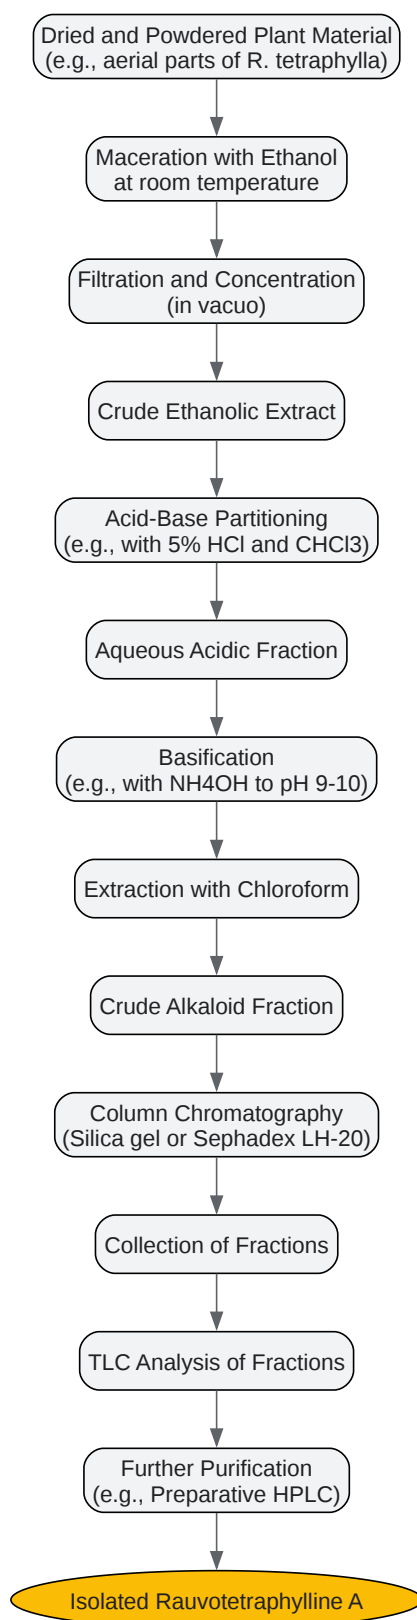 Dried and Powdered Plant Material
(e.g., aerial parts of R. tetraphylla)
Maceration with Ethanol
at room temperature
Filtration and Concentration
(in vacuo)
Crude Ethanolic Extract
Acid-Base Partitioning
(e.g., with 5% HCl and CHCl3)
Aqueous Acidic Fraction
Basification
(e.g., with NH4OH to pH 9-10)
Extraction with Chloroform
Crude Alkaloid Fraction
Column Chromatography
(Silica gel or Sephadex LH-20)
Collection of Fractions
TLC Analysis of Fractions
Further Purification
(e.g., Preparative HPLC)
Isolated Rauvotetraphylline A